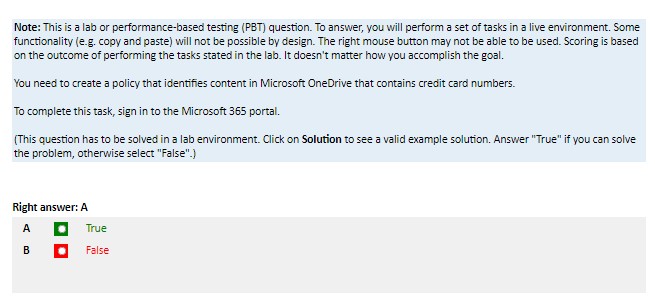 Note: This is a lab or performance-based testing (PBT) question. To answer, you will perform a set of tasks in a live environment. Some
functionality (e.g. copy and paste) will not be possible by design. The right mouse button may not be able to be used. Scoring is based
on the outcome of performing the tasks stated in the lab. It doesn't matter how you accomplish the goal.
You need to create a policy that identifies content in Microsoft OneDrive that contains credit card numbers.
To complete this task, sign in to the Microsoft 365 portal.
(This question has to be solved in a lab environment. Click on Solution to see a valid example solution. Answer "True" if you can solve
the problem, otherwise select "False".)
Right answer: A
A True
B False